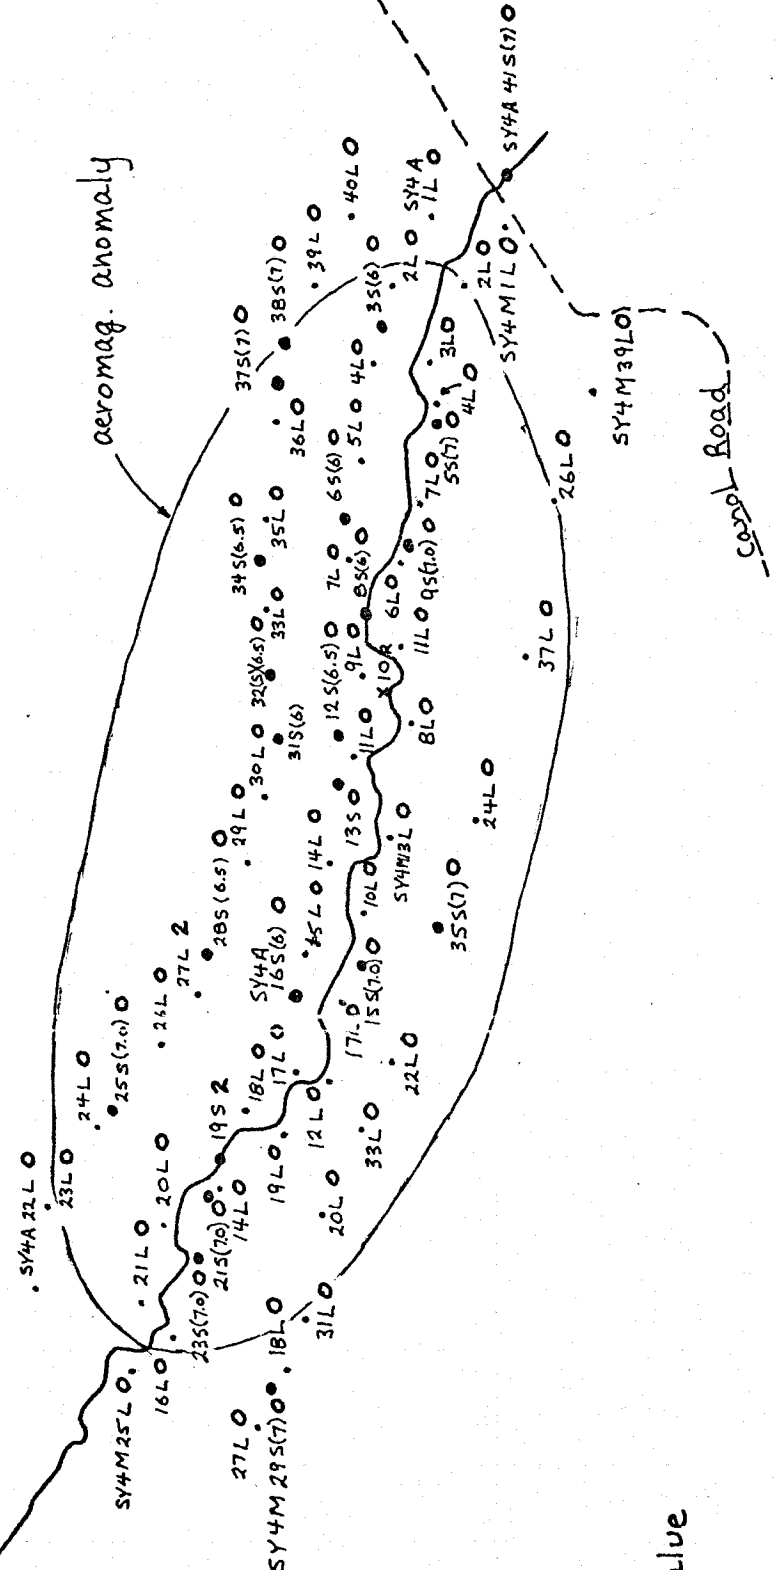 SY4A 41S(7) O
aeromag. anomaly
40L O
SY4A
1L O
39L O
38S(7) O
3S(6) O
2L O
2L O
SY4M1L O
37S(7) O
4L O
3L O
SY4M39L O
36L O
5L O
4L O
6S(6) O
5S(7) O
7L O
26L O
Canol Road
34S(6.5) O
35L O
7L O
8S(6) O
9S(7.0) O
33L O
6L O
32(S)(6.5) O
12S(6.5) O
9L O
11L O
37L O
X10R
30L O
31S(6)
11L O
8L O
29L O
13S O
24L O
28S(6.5) O
14L O
SY4M13L O
27L 2
SY4A
16S(6) O
15L O
10L O
35S(7) O
26L O
25S(7.0) O
15S(7.0) O
17L O
24L O
18L O
17L O
22L O
19S 2
12L O
33L O
SY4A 22L O
23L O
20L O
19L O
14L O
20L O
21L O
21S(7.0) O
23S(7.0) O
18L O
31L O
SY4M25L O
16L O
27L O
SY4M 29S(7) O